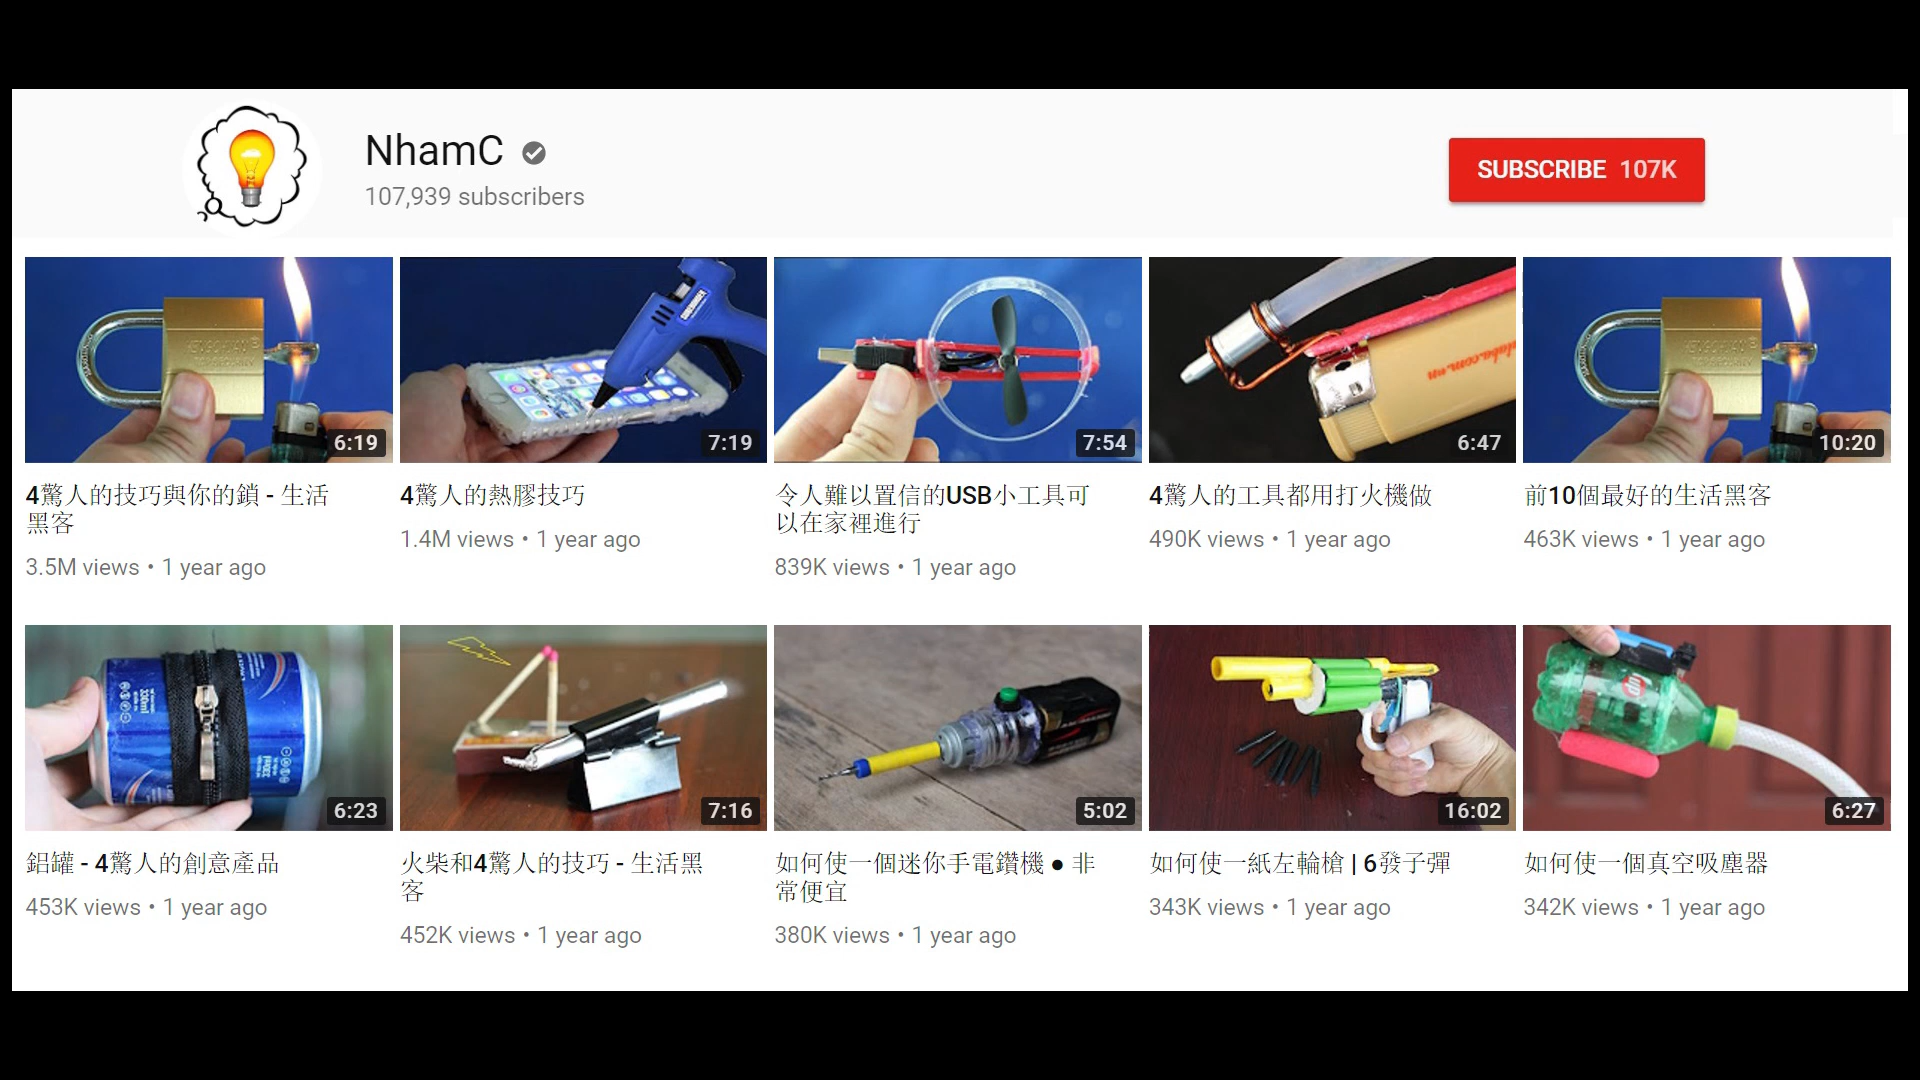 NhamC
107,939 subscribers
SUBSCRIBE 107K
6:19
7:19
7:54
6:47
10:20
4驚人的技巧與你的鎖 - 生活
黑客
3.5M views • 1 year ago
4驚人的熱膠技巧
1.4M views • 1 year ago
令人難以置信的USB小工具可
以在家裡進行
839K views • 1 year ago
4驚人的工具都用打火機做
490K views • 1 year ago
前10個最好的生活黑客
463K views • 1 year ago
330ml
6:23
7:16
5:02
16:02
6:27
鋁罐 - 4驚人的創意產品
453K views • 1 year ago
火柴和4驚人的技巧 - 生活黑
客
452K views • 1 year ago
如何使一個迷你手電鑽機 ● 非
常便宜
380K views • 1 year ago
如何使一紙左輪槍 | 6發子彈
343K views • 1 year ago
如何使一個真空吸塵器
342K views • 1 year ago